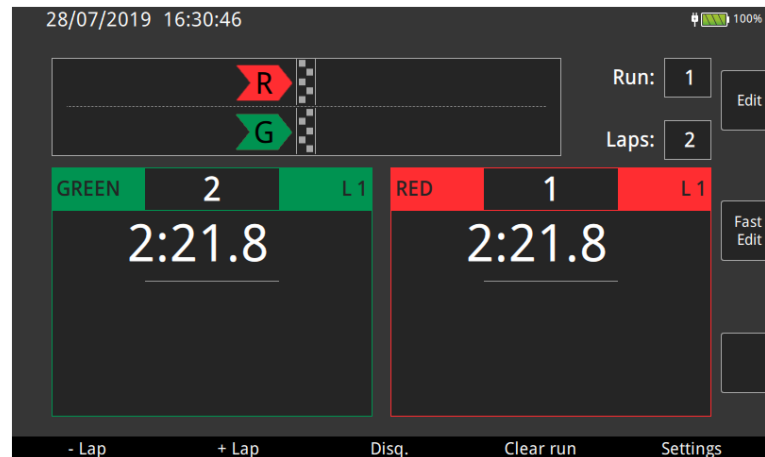 28/07/2019 16:30:46
100%
R
G
Run: 1
Laps: 2
Edit
GREEN 2 L 1
2:21.8
RED 1 L 1
2:21.8
Fast
Edit
- Lap + Lap Disq. Clear run Settings